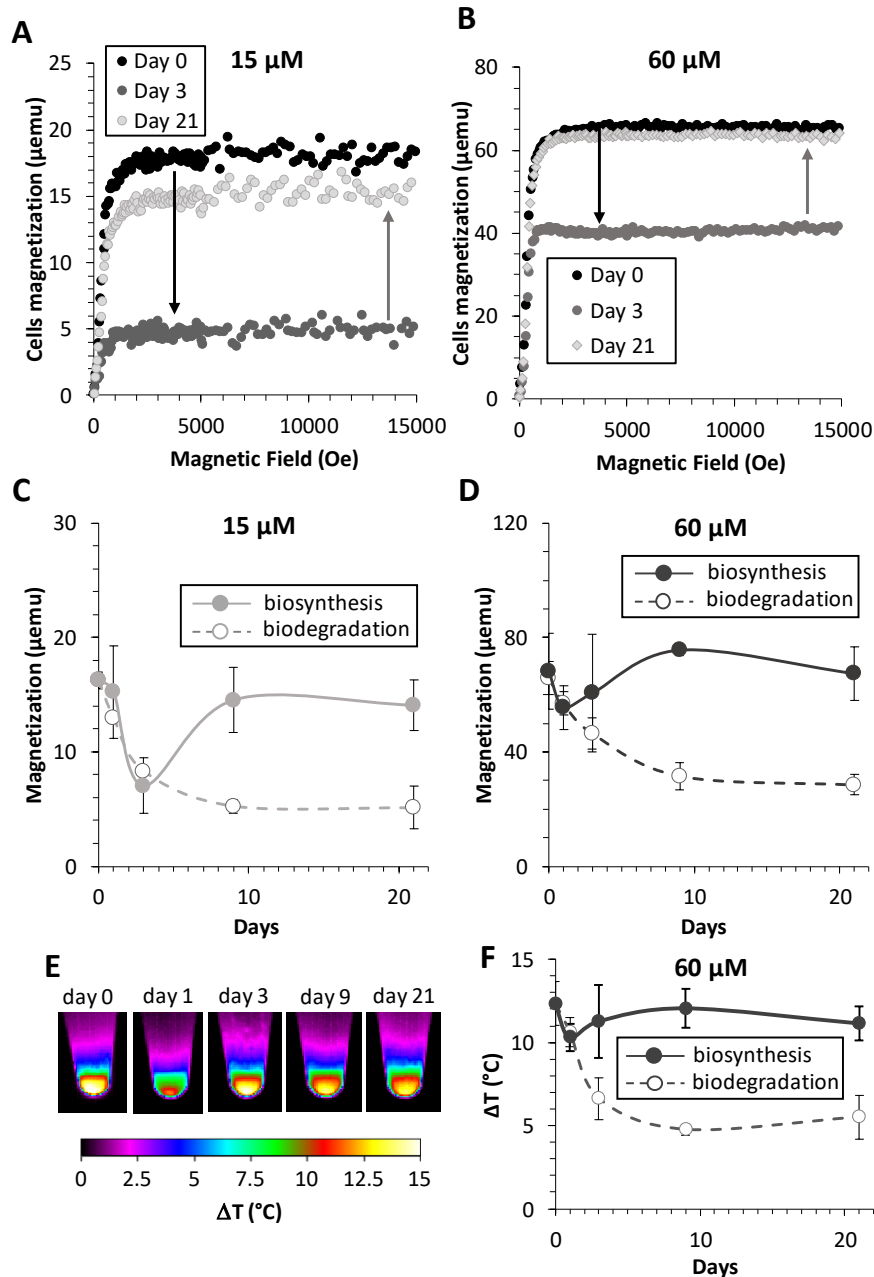 A
15 µM
Day 0
Day 3
Day 21
25
20
15
10
5
0
Cells magnetization (µemu)
0 5000 10000 15000
Magnetic Field (Oe)
B
60 µM
80
60
40
20
0
Cells magnetization (µemu)
Day 0
Day 3
Day 21
0 5000 10000 15000
Magnetic Field (Oe)
C
15 µM
30
20
10
0
Magnetization (µemu)
biosynthesis
biodegradation
0 10 20
Days
D
60 µM
120
80
40
0
Magnetization (µemu)
biosynthesis
biodegradation
0 10 20
Days
E
day 0 day 1 day 3 day 9 day 21
0 2.5 5 7.5 10 12.5 15
ΔT (°C)
F
60 µM
15
10
5
0
ΔT (°C)
biosynthesis
biodegradation
0 10 20
Days